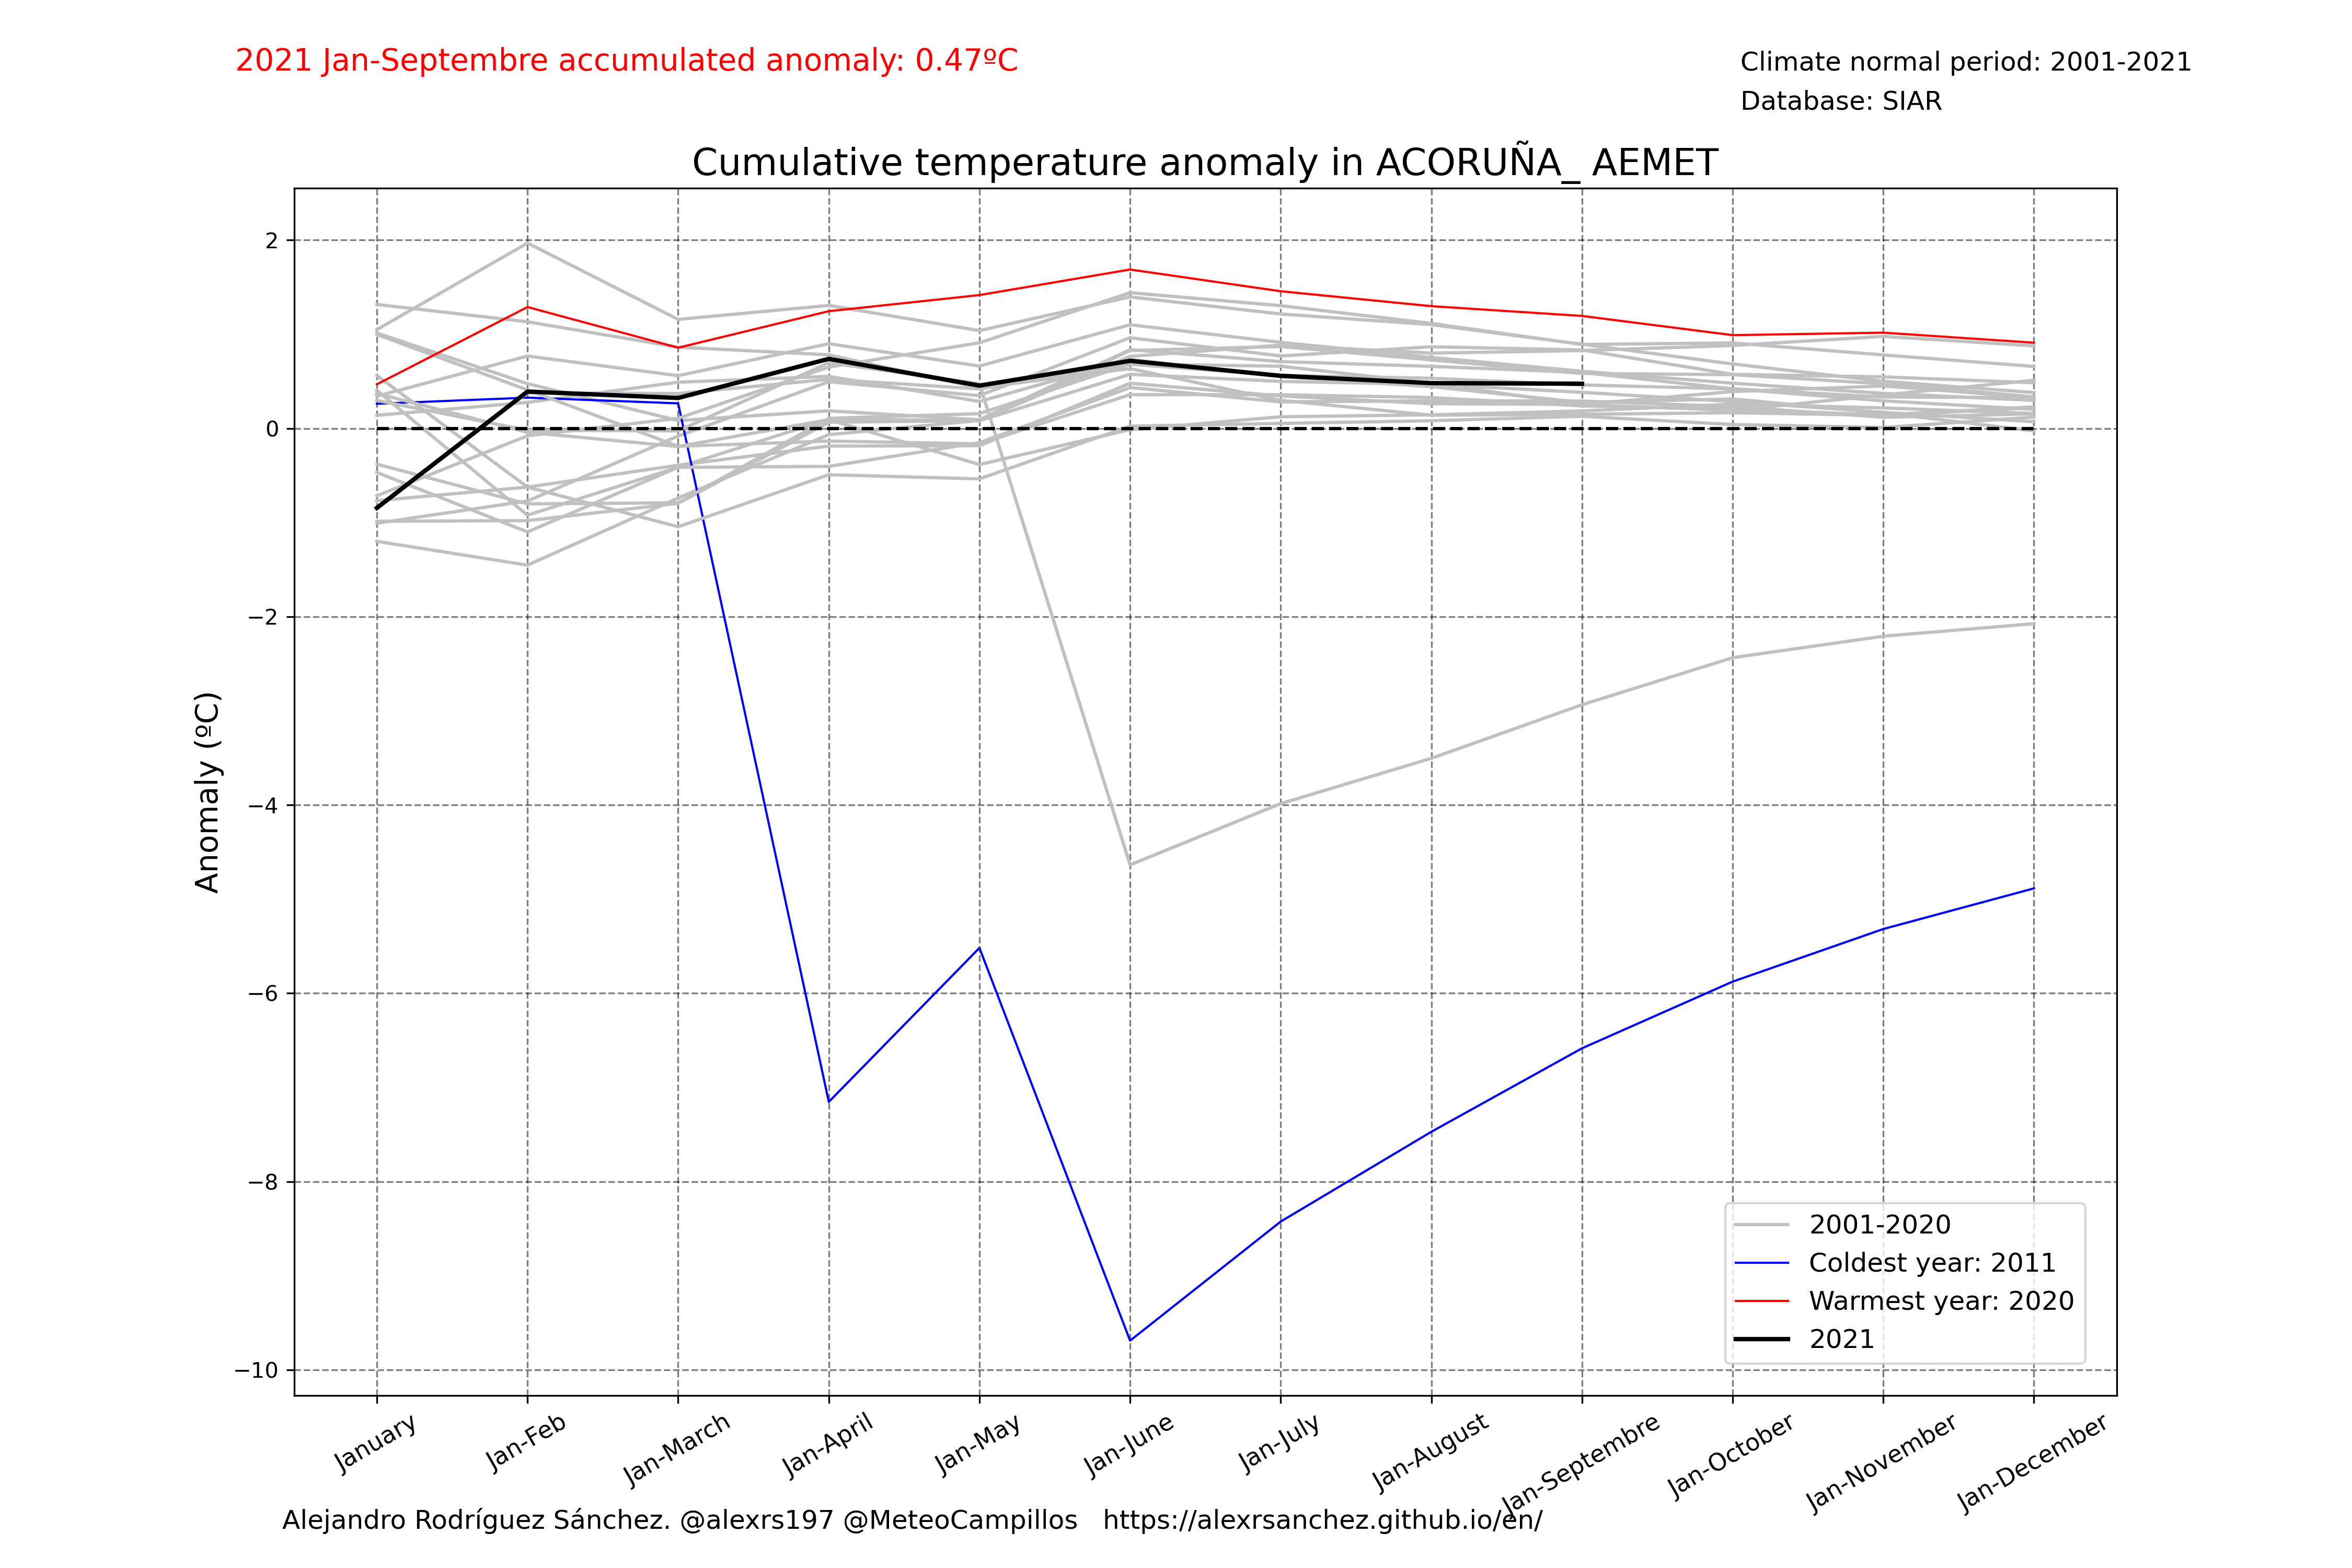 2021 Jan-Septembre accumulated anomaly: 0.47ºC
Climate normal period: 2001-2021
Database: SIAR
Cumulative temperature anomaly in ACORUÑA_ AEMET
Anomaly (ºC)
2
0
−2
−4
−6
−8
−10
2001-2020
Coldest year: 2011
Warmest year: 2020
2021
January
Jan-Feb
Jan-March
Jan-April
Jan-May
Jan-June
Jan-July
Jan-August
Jan-Septembre
Jan-October
Jan-November
Jan-December
Alejandro Rodríguez Sánchez. @alexrs197 @MeteoCampillos   https://alexrsanchez.github.io/en/